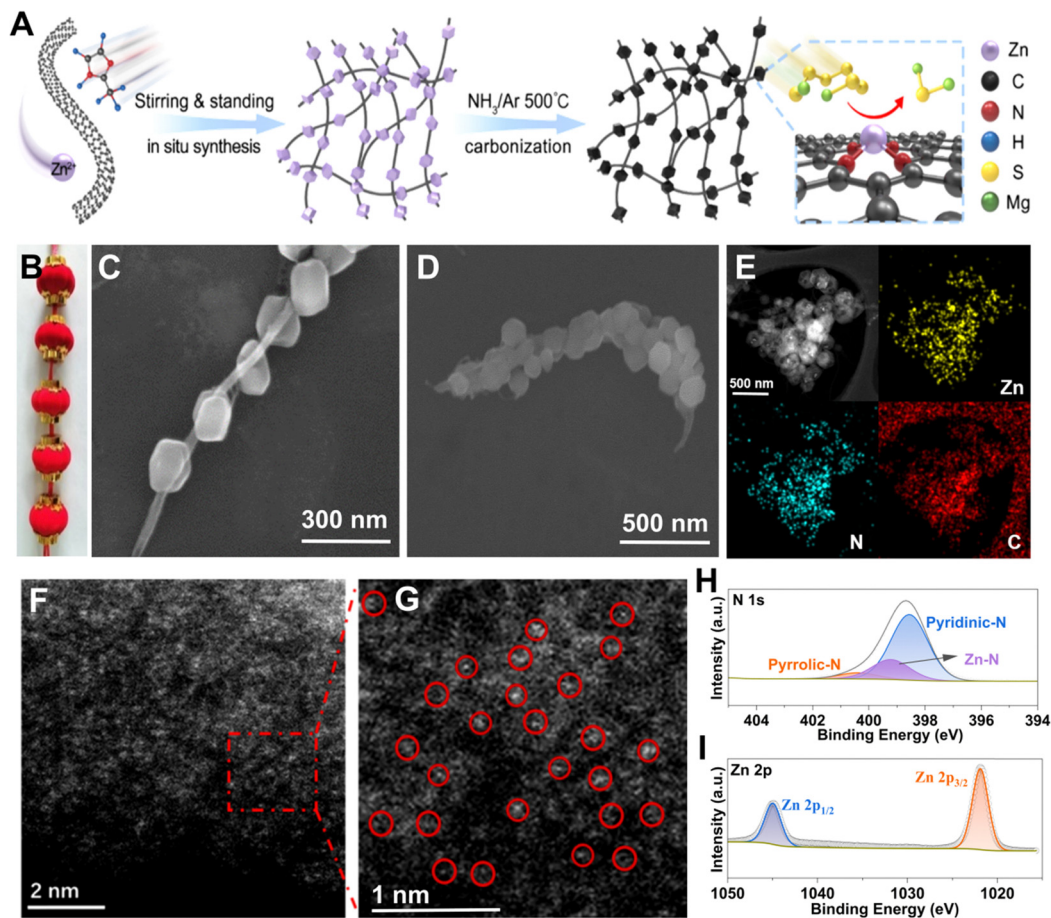 A
Zn²⁺
Stirring & standing
in situ synthesis
NH₃/Ar 500°C
carbonization
Zn
C
N
H
S
Mg
B
C
300 nm
D
500 nm
E
500 nm
Zn
N
C
F
2 nm
G
1 nm
H
N 1s
Pyridinic-N
Zn-N
Pyrrolic-N
Intensity (a.u.)
404 402 400 398 396 394
Binding Energy (eV)
I
Zn 2p
Zn 2p₃/₂
Zn 2p₁/₂
Intensity (a.u.)
1050 1040 1030 1020
Binding Energy (eV)